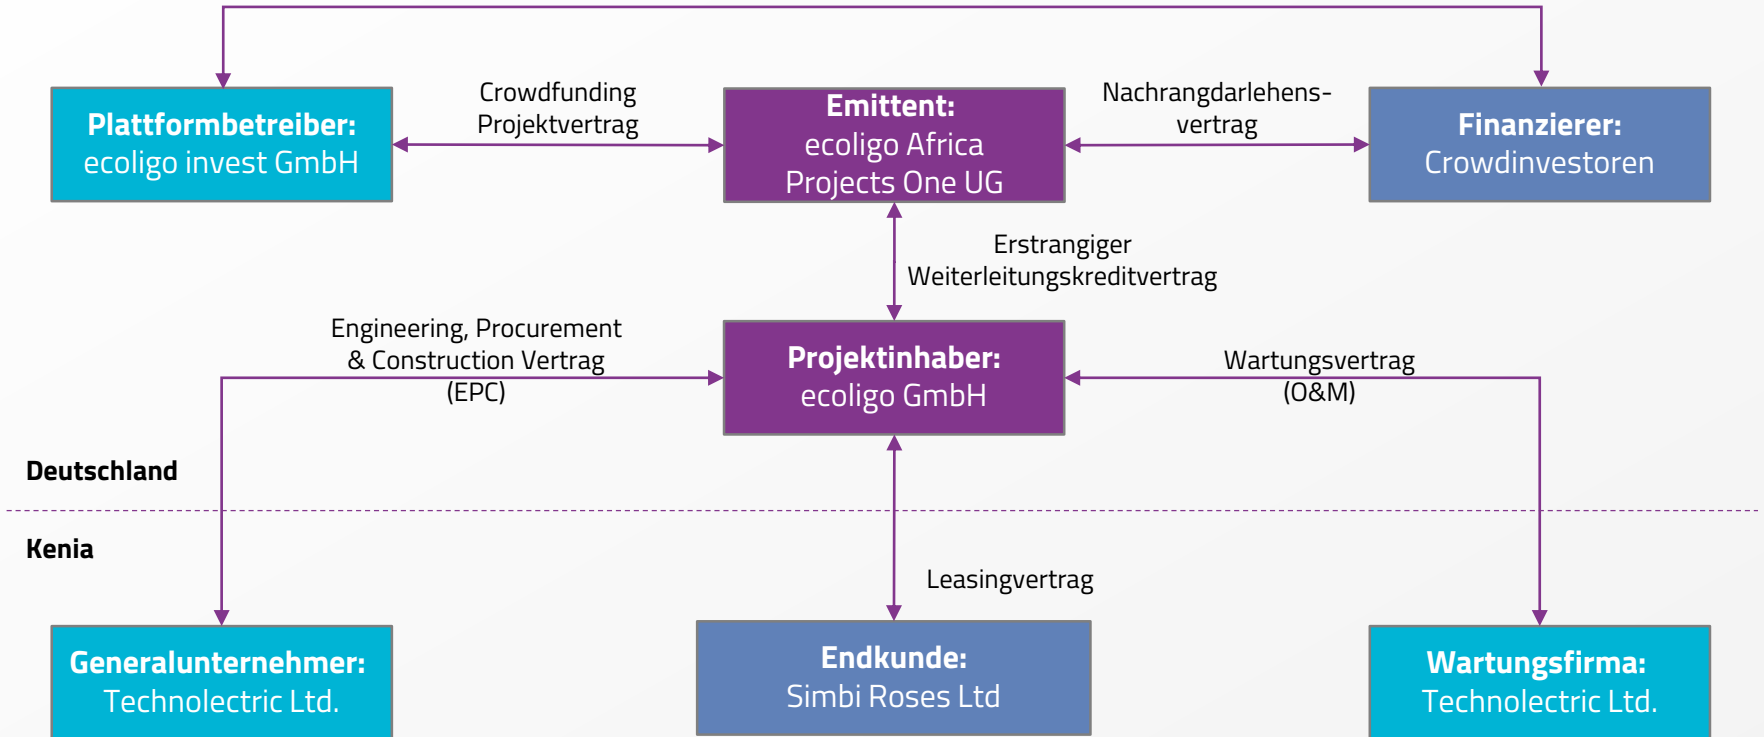 Plattformbetreiber:
ecoligo invest GmbH
Crowdfunding
Projektvertrag
Emittent:
ecoligo Africa
Projects One UG
Nachrangdarlehens-
vertrag
Finanzierer:
Crowdinvestoren
Erstrangiger
Weiterleitungskreditvertrag
Engineering, Procurement
& Construction Vertrag
(EPC)
Projektinhaber:
ecoligo GmbH
Wartungsvertrag
(O&M)
Deutschland
Kenia
Leasingvertrag
Generalunternehmer:
Technolectric Ltd.
Endkunde:
Simbi Roses Ltd
Wartungsfirma:
Technolectric Ltd.